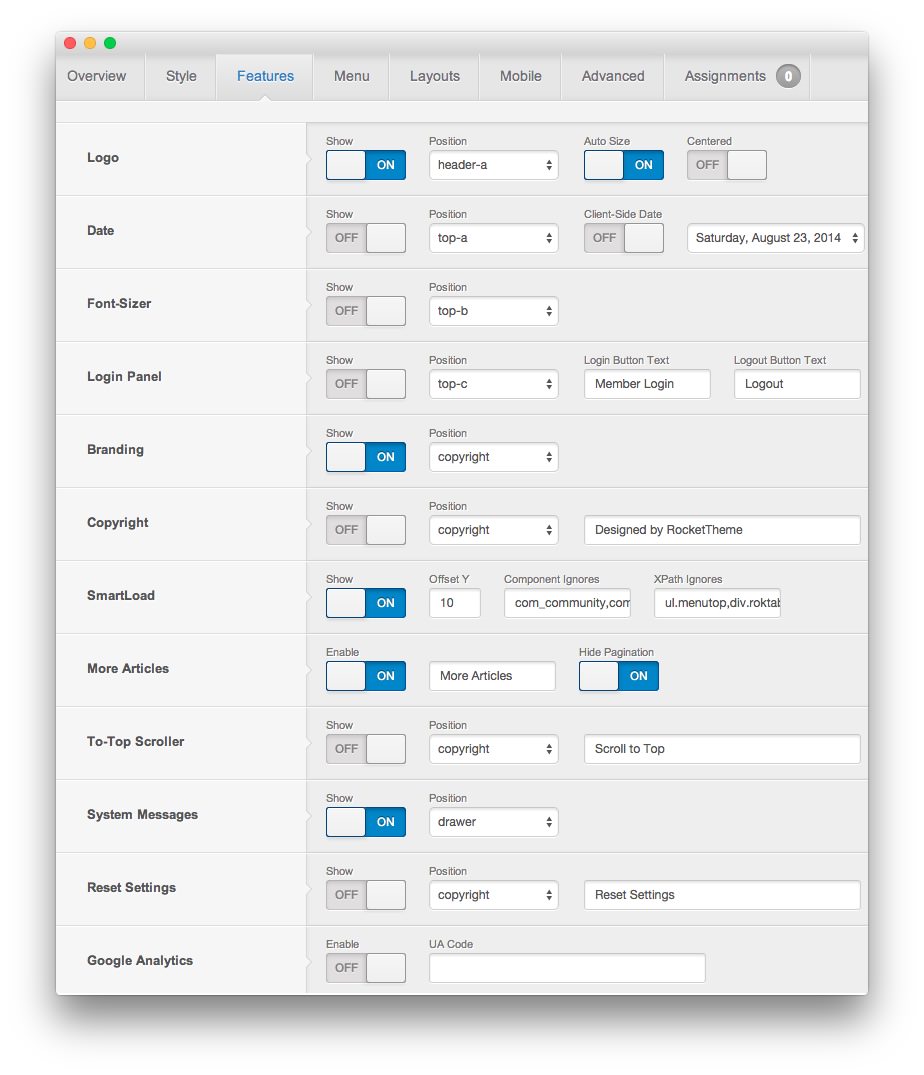 Overview Style Features Menu Layouts Mobile Advanced Assignments 0
Show Position Auto Size Centered
Logo ON header-a ON OFF
Show Position Client-Side Date
Date OFF top-a OFF Saturday, August 23, 2014
Show Position
Font-Sizer OFF top-b
Show Position Login Button Text Logout Button Text
Login Panel OFF top-c Member Login Logout
Show Position
Branding ON copyright
Show Position
Copyright OFF copyright Designed by RocketTheme
Show Offset Y Component Ignores XPath Ignores
SmartLoad ON 10 com_community,com ul.menutop,div.roktab
Enable Hide Pagination
More Articles ON More Articles ON
Show Position
To-Top Scroller OFF copyright Scroll to Top
Show Position
System Messages ON drawer
Show Position
Reset Settings OFF copyright Reset Settings
Enable UA Code
Google Analytics OFF